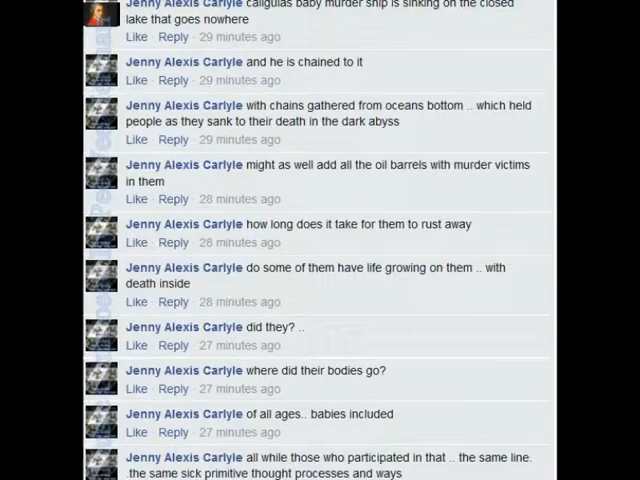 Jenny Alexis Carlyle caligulas baby murder ship is sinking on the closed
lake that goes nowhere
Like · Reply · 29 minutes ago
Jenny Alexis Carlyle and he is chained to it
Like · Reply · 29 minutes ago
Jenny Alexis Carlyle with chains gathered from oceans bottom .. which held
people as they sank to their death in the dark abyss
Like · Reply · 29 minutes ago
Jenny Alexis Carlyle might as well add all the oil barrels with murder victims
in them
Like · Reply · 28 minutes ago
Jenny Alexis Carlyle how long does it take for them to rust away
Like · Reply · 28 minutes ago
Jenny Alexis Carlyle do some of them have life growing on them .. with
death inside
Like · Reply · 28 minutes ago
Jenny Alexis Carlyle did they? ..
Like · Reply · 27 minutes ago
Jenny Alexis Carlyle where did their bodies go?
Like · Reply · 27 minutes ago
Jenny Alexis Carlyle of all ages.. babies included
Like · Reply · 27 minutes ago
Jenny Alexis Carlyle all while those who participated in that .. the same line.
.the same sick primitive thought processes and ways